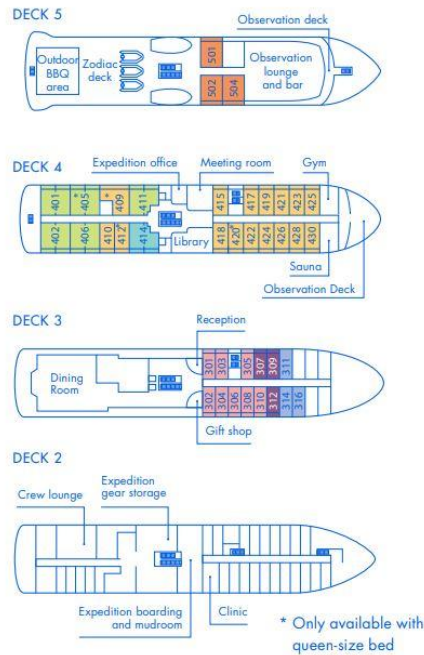 DECK 5
Observation deck
Outdoor
BBQ
area
Zodiac
deck
501
502
504
Observation
lounge
and bar
DECK 4
Expedition office
Meeting room
Gym
401
405
*
409
411
415
417
419
421
423
425
402
406
410
412*
414
Library
418
420*
422
424
426
428
430
Sauna
Observation Deck
DECK 3
Reception
Dining
Room
301
303
305
307
309
311
302
304
306
308
310
312
314
316
Gift shop
DECK 2
Crew lounge
Expedition
gear storage
Expedition boarding
and mudroom
Clinic
* Only available with
queen-size bed